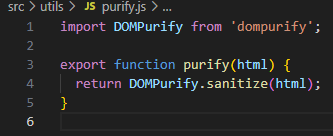 src > utils > JS purify.js > ...
1 import DOMPurify from 'dompurify';
2
3 export function purify(html) {
4   return DOMPurify.sanitize(html);
5 }
6